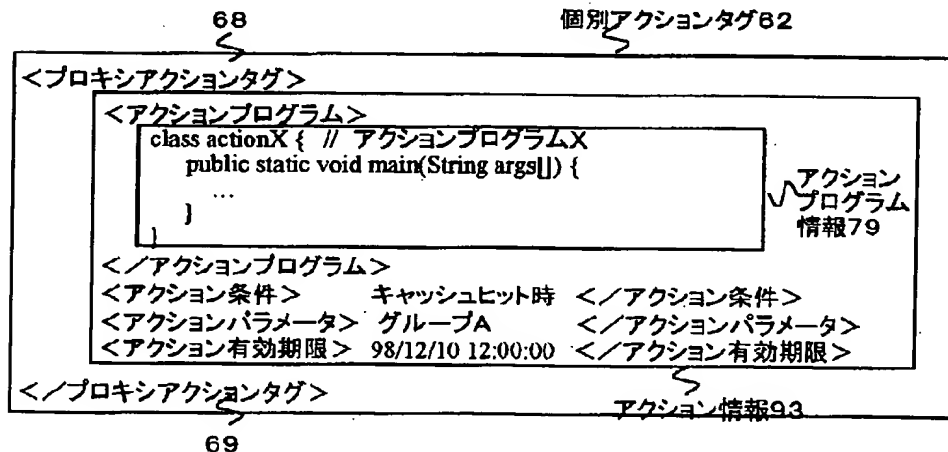 68
個別アクションタグ62
＜プロキシアクションタグ＞
＜アクションプログラム＞
class actionX { // アクションプログラムX
public static void main(String args[]) {
...
}
}
アクション
プログラム
情報79
＜／アクションプログラム＞
＜アクション条件＞ キャッシュヒット時 ＜／アクション条件＞
＜アクションパラメータ＞ グループA ＜／アクションパラメータ＞
＜アクション有効期限＞ 98/12/10 12:00:00 ＜／アクション有効期限＞
＜／プロキシアクションタグ＞
アクション情報93
69